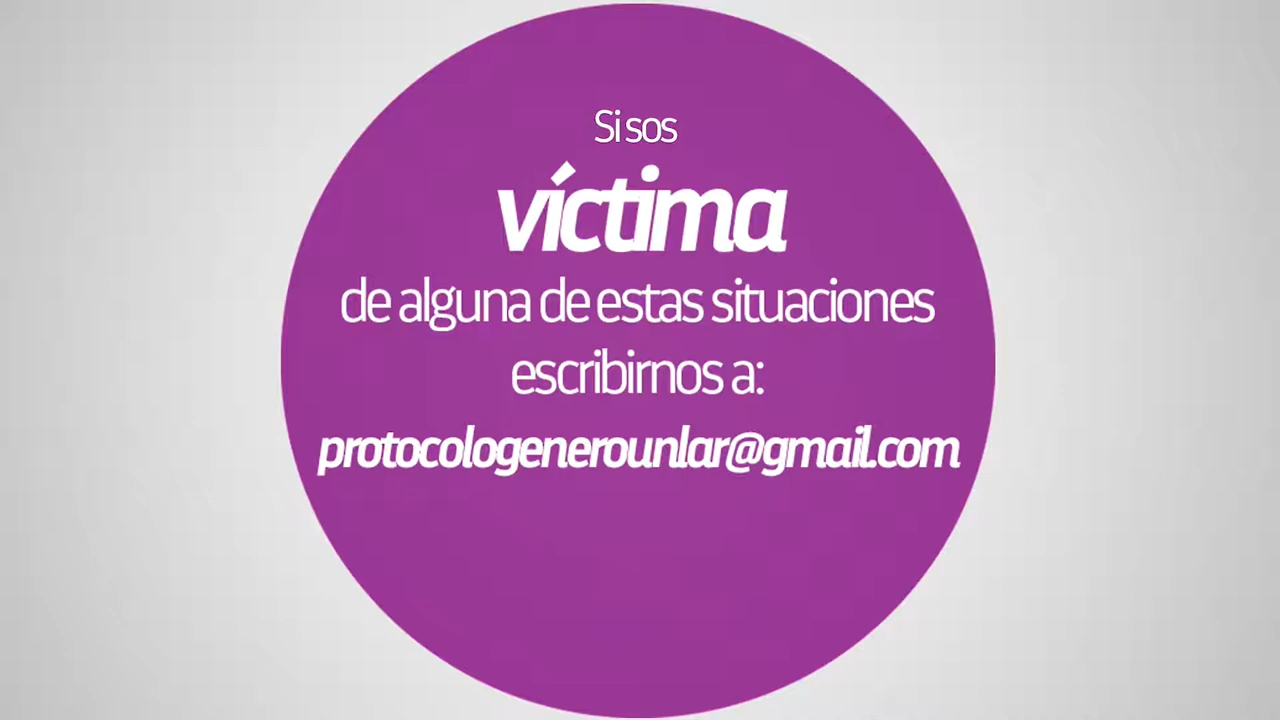 Si sos
víctima
de alguna de estas situaciones
escribirnos a:
protocologenerounlar@gmail.com